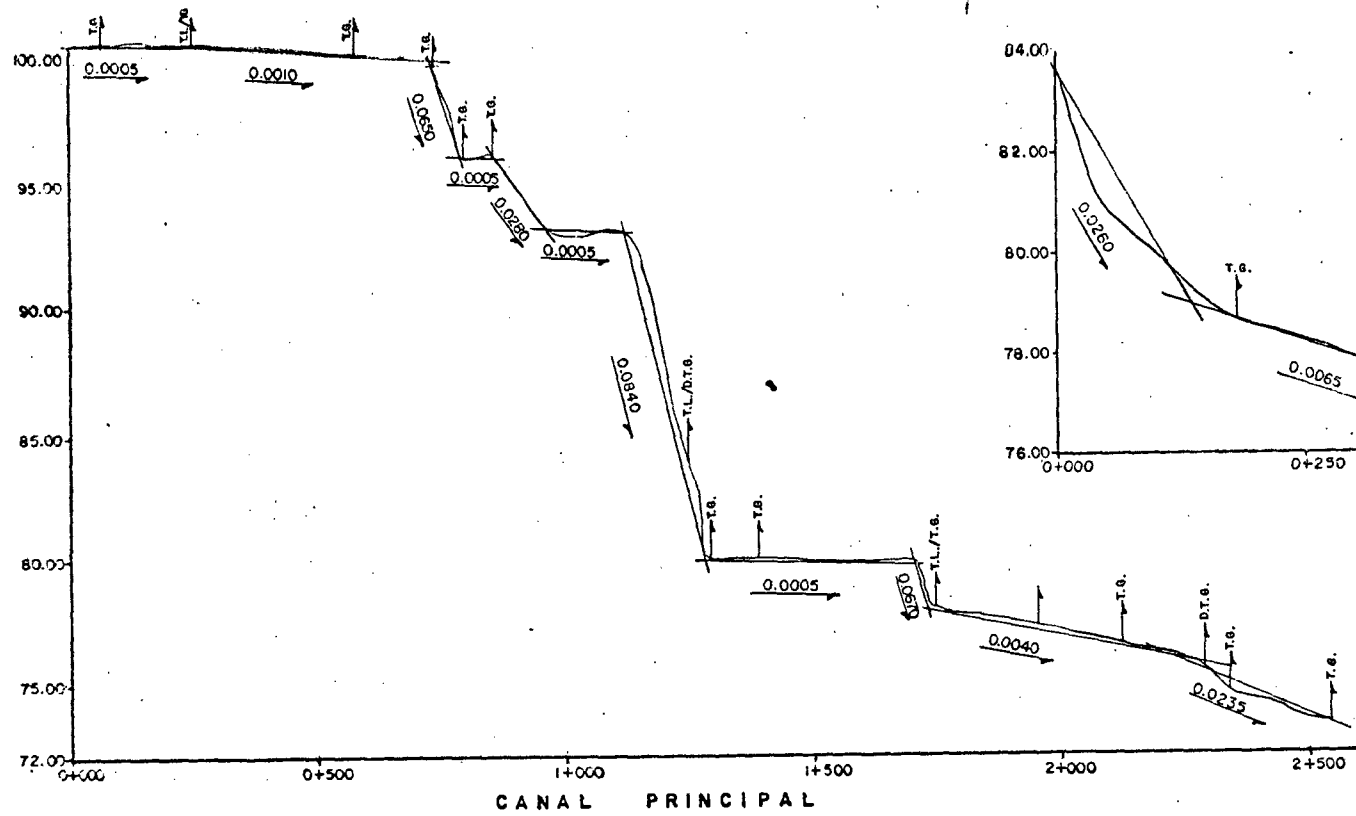 T.G.
T.L./TG
T.G.
T.G.
100.00
0.0005
0.0010
0.0650
T.G.
T.G.
95.00
0.0005
0.0280
0.0005
90.00
0.0840
T.L./D.T.G.
85.00
T.G.
T.G.
80.00
0.0005
0.0670
T.L./T.G.
T.G.
D.T.G.
T.G.
T.G.
0.0040
0.0235
75.00
72.00
0+000
0+500
1+000
1+500
2+000
2+500
CANAL PRINCIPAL
84.00
82.00
0.0260
80.00
T.G.
78.00
0.0065
76.00
0+000
0+250